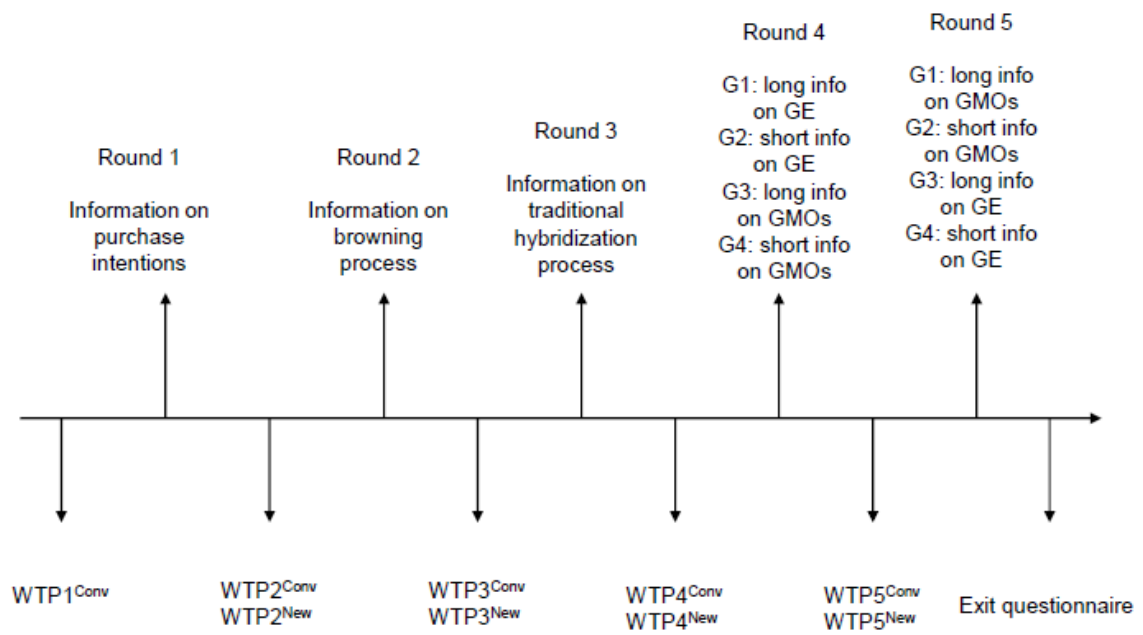 Round 1
Information on
purchase
intentions
Round 2
Information on
browning
process
Round 3
Information on
traditional
hybridization
process
Round 4
G1: long info
on GE
G2: short info
on GE
G3: long info
on GMOs
G4: short info
on GMOs
Round 5
G1: long info
on GMOs
G2: short info
on GMOs
G3: long info
on GE
G4: short info
on GE
WTP1Conv
WTP2Conv
WTP2New
WTP3Conv
WTP3New
WTP4Conv
WTP4New
WTP5Conv
WTP5New
Exit questionnaire